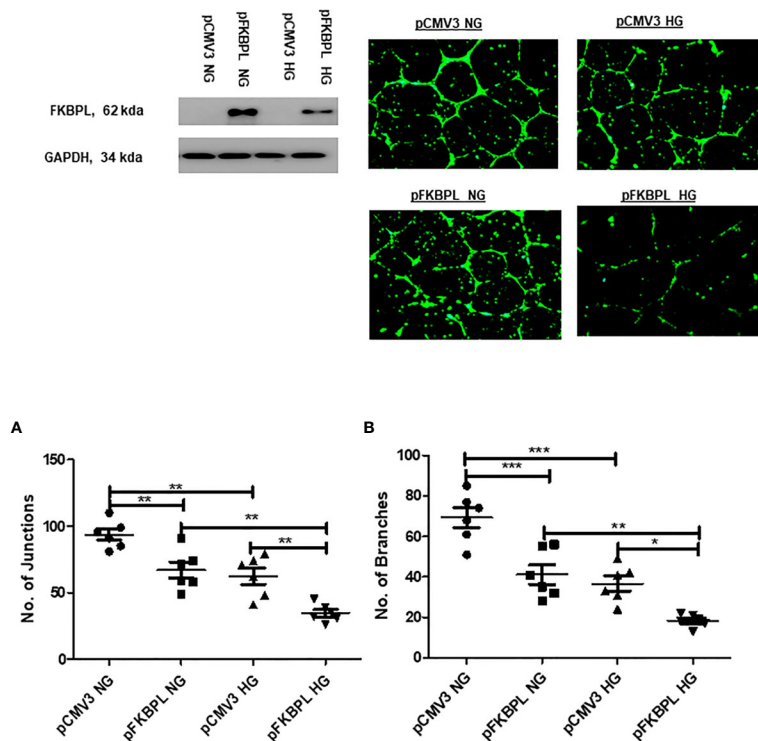 pCMV3 NG
pFKBPL NG
pCMV3 HG
pFKBPL HG
FKBPL, 62 kda
GAPDH, 34 kda
pCMV3 NG
pCMV3 HG
pFKBPL NG
pFKBPL HG
A
No. of Junctions
150
100
50
0
**
**
**
**
pCMV3 NG
pFKBPL NG
pCMV3 HG
pFKBPL HG
B
No. of Branches
100
80
60
40
20
0
***
***
**
*
pCMV3 NG
pFKBPL NG
pCMV3 HG
pFKBPL HG